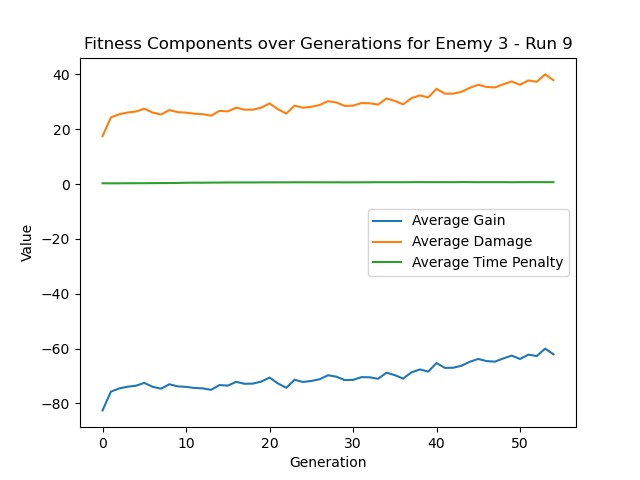 Fitness Components over Generations for Enemy 3 - Run 9
40
20
0
−20
−40
−60
−80
Value
Average Gain
Average Damage
Average Time Penalty
0 10 20 30 40 50
Generation